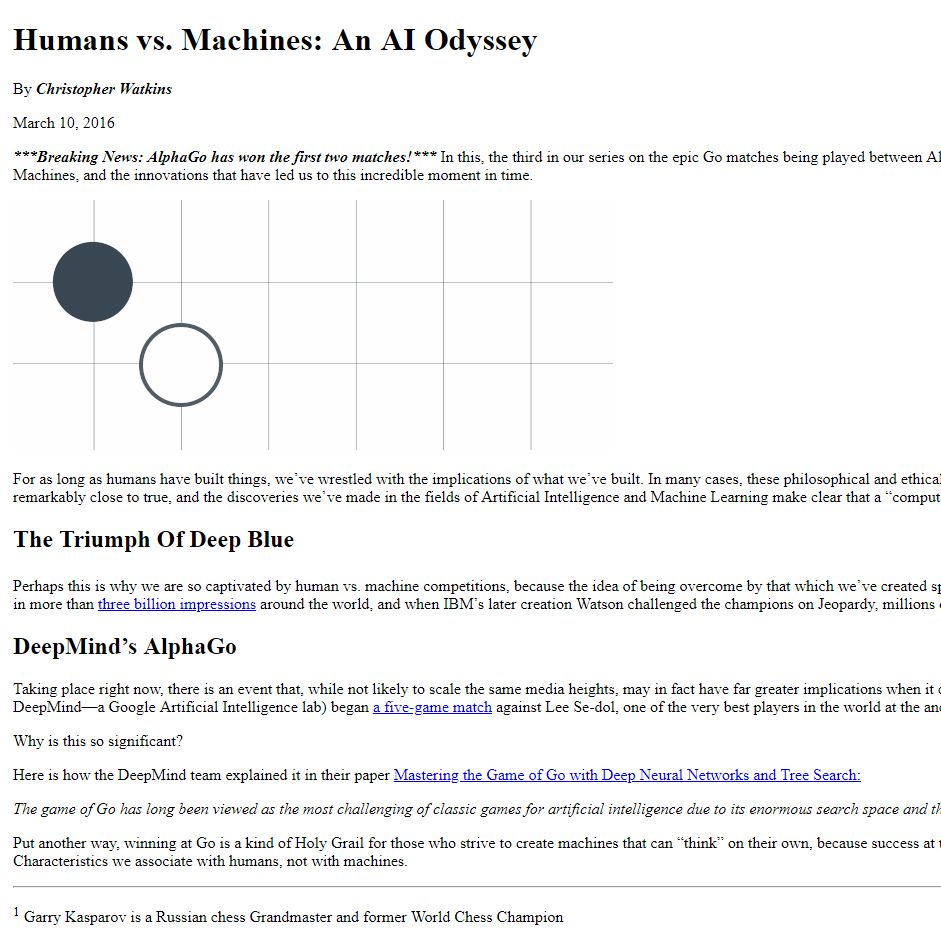 Humans vs. Machines: An AI Odyssey
By Christopher Watkins
March 10, 2016
***Breaking News: AlphaGo has won the first two matches!*** In this, the third in our series on the epic Go matches being played between
Machines, and the innovations that have led us to this incredible moment in time.
For as long as humans have built things, we’ve wrestled with the implications of what we’ve built. In many cases, these philosophical and
remarkably close to true, and the discoveries we’ve made in the fields of Artificial Intelligence and Machine Learning make clear that a
The Triumph Of Deep Blue
Perhaps this is why we are so captivated by human vs. machine competitions, because the idea of being overcome by that which we’ve created
in more than three billion impressions around the world, and when IBM’s later creation Watson challenged the champions on Jeopardy, millions
DeepMind’s AlphaGo
Taking place right now, there is an event that, while not likely to scale the same media heights, may in fact have far greater implications when it
DeepMind—a Google Artificial Intelligence lab) began a five-game match against Lee Se-dol, one of the very best players in the world at the
Why is this so significant?
Here is how the DeepMind team explained it in their paper Mastering the Game of Go with Deep Neural Networks and Tree Search:
The game of Go has long been viewed as the most challenging of classic games for artificial intelligence due to its enormous search space and
Put another way, winning at Go is a kind of Holy Grail for those who strive to create machines that can “think” on their own, because success at
Characteristics we associate with humans, not with machines.
1 Garry Kasparov is a Russian chess Grandmaster and former World Chess Champion